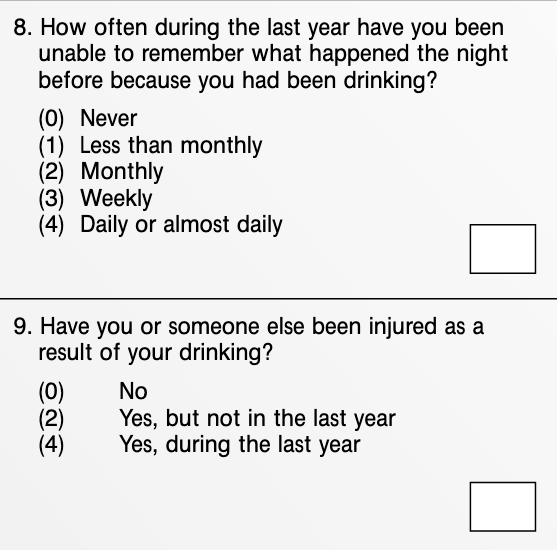 8. How often during the last year have you been
unable to remember what happened the night
before because you had been drinking?
(0) Never
(1) Less than monthly
(2) Monthly
(3) Weekly
(4) Daily or almost daily
9. Have you or someone else been injured as a
result of your drinking?
(0) No
(2) Yes, but not in the last year
(4) Yes, during the last year